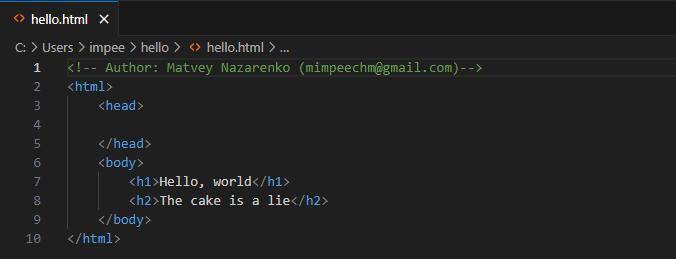 hello.html
C: > Users > impee > hello > hello.html > ...
1 <!-- Author: Matvey Nazarenko (mimpeechm@gmail.com)-->
2 <html>
3     <head>
4
5     </head>
6     <body>
7         <h1>Hello, world</h1>
8         <h2>The cake is a lie</h2>
9     </body>
10 </html>